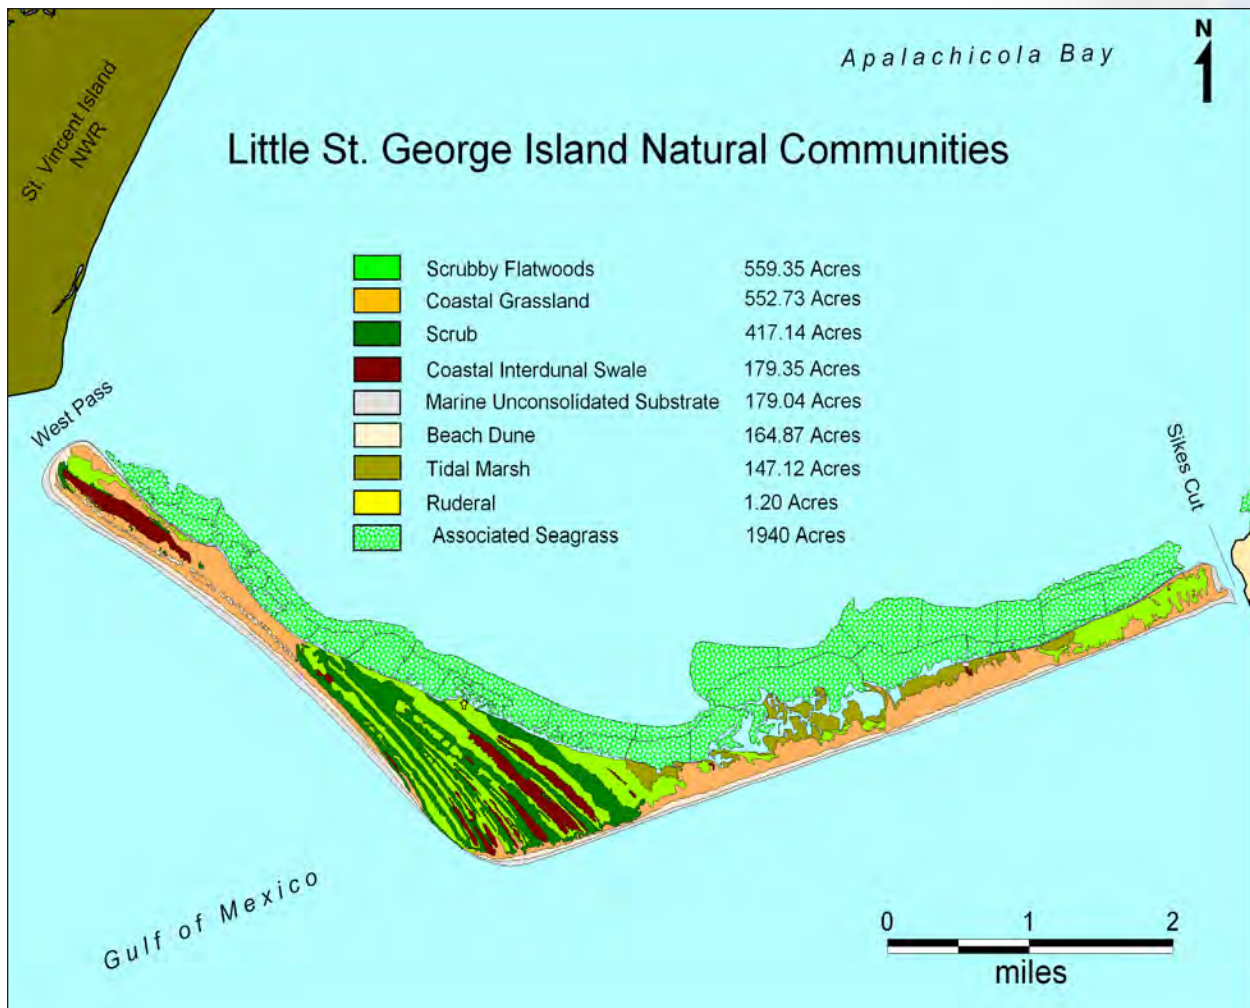 N
Apalachicola Bay
St. Vincent Island
NWR
Little St. George Island Natural Communities
Scrubby Flatwoods 559.35 Acres
Coastal Grassland 552.73 Acres
Scrub 417.14 Acres
Coastal Interdunal Swale 179.35 Acres
Marine Unconsolidated Substrate 179.04 Acres
Beach Dune 164.87 Acres
Tidal Marsh 147.12 Acres
Ruderal 1.20 Acres
Associated Seagrass 1940 Acres
West Pass
Sikes Cut
Gulf of Mexico
0 1 2
miles